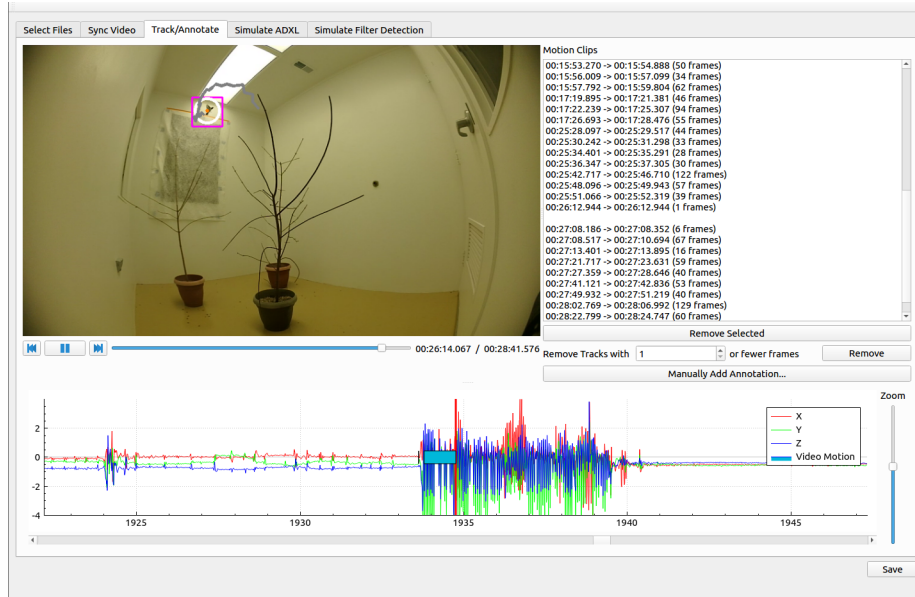 Select Files Sync Video Track/Annotate Simulate ADXL Simulate Filter Detection
Motion Clips
00:15:53.270 -> 00:15:54.888 (50 frames)
00:15:56.009 -> 00:15:57.099 (34 frames)
00:15:57.792 -> 00:15:59.804 (62 frames)
00:17:19.895 -> 00:17:21.381 (46 frames)
00:17:22.239 -> 00:17:25.307 (94 frames)
00:17:26.693 -> 00:17:28.476 (55 frames)
00:25:28.097 -> 00:25:29.517 (44 frames)
00:25:30.242 -> 00:25:31.298 (33 frames)
00:25:34.401 -> 00:25:35.291 (28 frames)
00:25:36.347 -> 00:25:37.305 (30 frames)
00:25:42.717 -> 00:25:46.710 (122 frames)
00:25:48.096 -> 00:25:49.943 (57 frames)
00:25:51.066 -> 00:25:52.319 (39 frames)
00:26:12.944 -> 00:26:12.944 (1 frames)
00:27:08.186 -> 00:27:08.352 (6 frames)
00:27:08.517 -> 00:27:10.694 (67 frames)
00:27:13.401 -> 00:27:13.895 (16 frames)
00:27:21.717 -> 00:27:23.631 (59 frames)
00:27:27.359 -> 00:27:28.646 (40 frames)
00:27:41.121 -> 00:27:42.836 (53 frames)
00:27:49.932 -> 00:27:51.219 (40 frames)
00:28:02.769 -> 00:28:06.992 (129 frames)
00:28:22.799 -> 00:28:24.747 (60 frames)
Remove Selected
00:26:14.067 / 00:28:41.576
Remove Tracks with 1 or fewer frames Remove
Manually Add Annotation...
Zoom
X
Y
Z
Video Motion
2
0
-2
-4
1925 1930 1935 1940 1945
Save